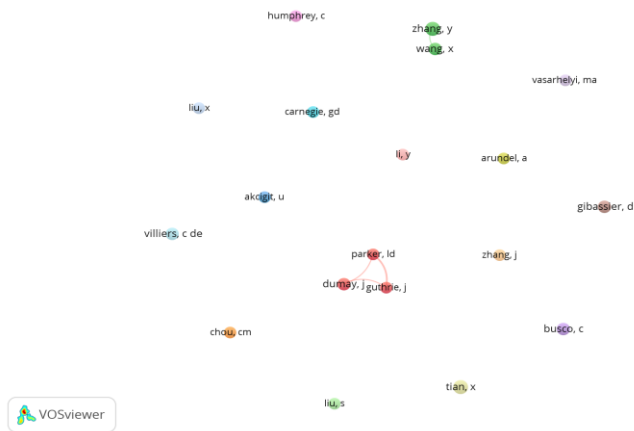 humphrey, c
zhang, y
wang, x
vasarhelyi, ma
liu, x
carnegie, gd
li, y
arundel, a
akcigit, u
gibassier, d
villiers, c de
parker, ld
zhang, j
dumay, j
guthrie, j
chou, cm
busco, c
tian, x
liu, s
VOSviewer